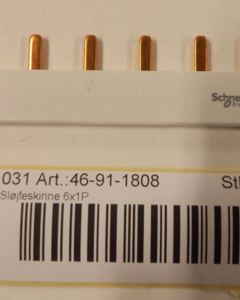 Schne
031 Art.:46-91-1808 St
Sløjfeskinne 6x1P